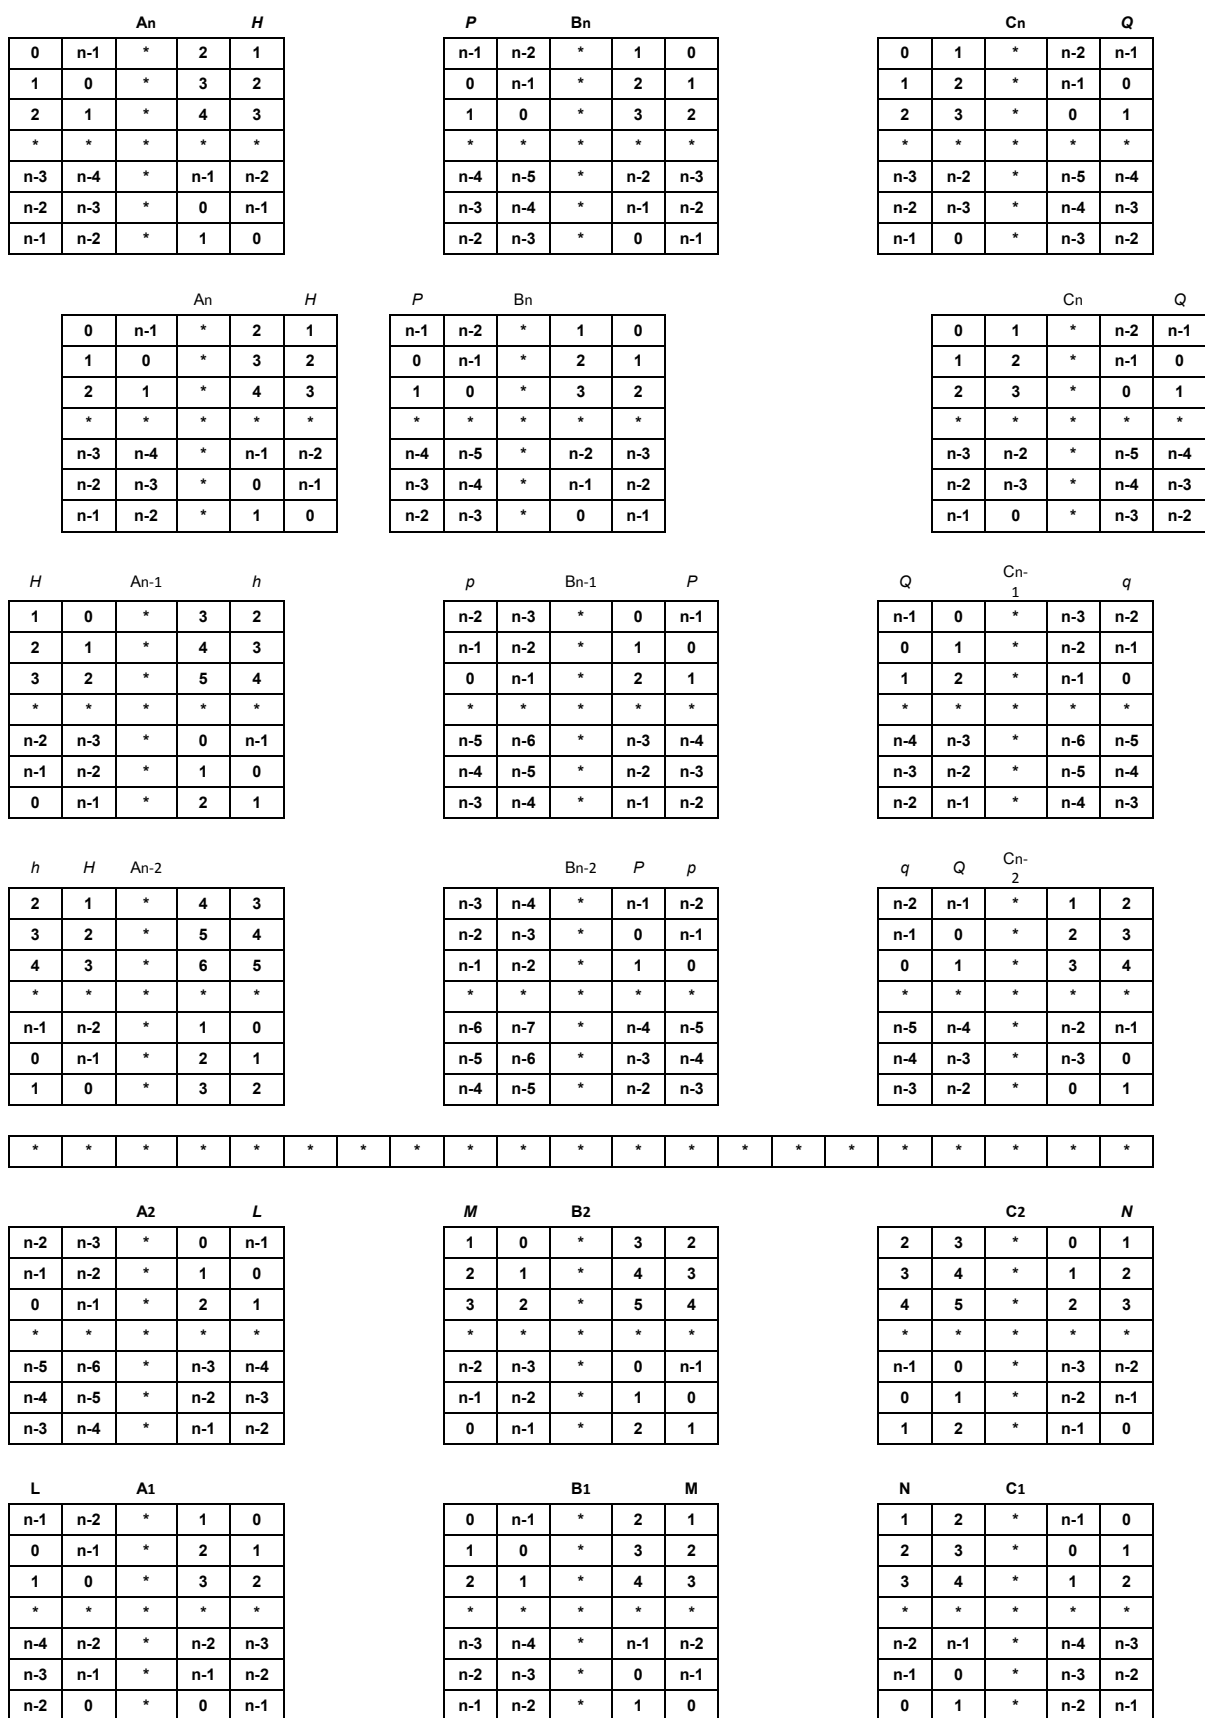 An H P Bn Cn Q
0 n-1 * 2 1 n-1 n-2 * 1 0 0 1 * n-2 n-1
1 0 * 3 2 0 n-1 * 2 1 1 2 * n-1 0
2 1 * 4 3 1 0 * 3 2 2 3 * 0 1
* * * * * * * * * * * * * * *
n-3 n-4 * n-1 n-2 n-4 n-5 * n-2 n-3 n-3 n-2 * n-5 n-4
n-2 n-3 * 0 n-1 n-3 n-4 * n-1 n-2 n-2 n-3 * n-4 n-3
n-1 n-2 * 1 0 n-2 n-3 * 0 n-1 n-1 0 * n-3 n-2
An H P Bn Cn Q
0 n-1 * 2 1 n-1 n-2 * 1 0 0 1 * n-2 n-1
1 0 * 3 2 0 n-1 * 2 1 1 2 * n-1 0
2 1 * 4 3 1 0 * 3 2 2 3 * 0 1
* * * * * * * * * * * * * * *
n-3 n-4 * n-1 n-2 n-4 n-5 * n-2 n-3 n-3 n-2 * n-5 n-4
n-2 n-3 * 0 n-1 n-3 n-4 * n-1 n-2 n-2 n-3 * n-4 n-3
n-1 n-2 * 1 0 n-2 n-3 * 0 n-1 n-1 0 * n-3 n-2
H An-1 h p Bn-1 P Q Cn-
1 q
1 0 * 3 2 n-2 n-3 * 0 n-1 n-1 0 * n-3 n-2
2 1 * 4 3 n-1 n-2 * 1 0 0 1 * n-2 n-1
3 2 * 5 4 0 n-1 * 2 1 1 2 * n-1 0
* * * * * * * * * * * * * * *
n-2 n-3 * 0 n-1 n-5 n-6 * n-3 n-4 n-4 n-3 * n-6 n-5
n-1 n-2 * 1 0 n-4 n-5 * n-2 n-3 n-3 n-2 * n-5 n-4
0 n-1 * 2 1 n-3 n-4 * n-1 n-2 n-2 n-1 * n-4 n-3
h H An-2 Bn-2 P p q Q Cn-
2
2 1 * 4 3 n-3 n-4 * n-1 n-2 n-2 n-1 * 1 2
3 2 * 5 4 n-2 n-3 * 0 n-1 n-1 0 * 2 3
4 3 * 6 5 n-1 n-2 * 1 0 0 1 * 3 4
* * * * * * * * * * * * * * *
n-1 n-2 * 1 0 n-6 n-7 * n-4 n-5 n-5 n-4 * n-2 n-1
0 n-1 * 2 1 n-5 n-6 * n-3 n-4 n-4 n-3 * n-3 0
1 0 * 3 2 n-4 n-5 * n-2 n-3 n-3 n-2 * 0 1
* * * * * * * * * * * * * * * * * * * * *
A2 L M B2 C2 N
n-2 n-3 * 0 n-1 1 0 * 3 2 2 3 * 0 1
n-1 n-2 * 1 0 2 1 * 4 3 3 4 * 1 2
0 n-1 * 2 1 3 2 * 5 4 4 5 * 2 3
* * * * * * * * * * * * * * *
n-5 n-6 * n-3 n-4 n-2 n-3 * 0 n-1 n-1 0 * n-3 n-2
n-4 n-5 * n-2 n-3 n-1 n-2 * 1 0 0 1 * n-2 n-1
n-3 n-4 * n-1 n-2 0 n-1 * 2 1 1 2 * n-1 0
L A1 B1 M N C1
n-1 n-2 * 1 0 0 n-1 * 2 1 1 2 * n-1 0
0 n-1 * 2 1 1 0 * 3 2 2 3 * 0 1
1 0 * 3 2 2 1 * 4 3 3 4 * 1 2
* * * * * * * * * * * * * * *
n-4 n-2 * n-2 n-3 n-3 n-4 * n-1 n-2 n-2 n-1 * n-4 n-3
n-3 n-1 * n-1 n-2 n-2 n-3 * 0 n-1 n-1 0 * n-3 n-2
n-2 0 * 0 n-1 n-1 n-2 * 1 0 0 1 * n-2 n-1